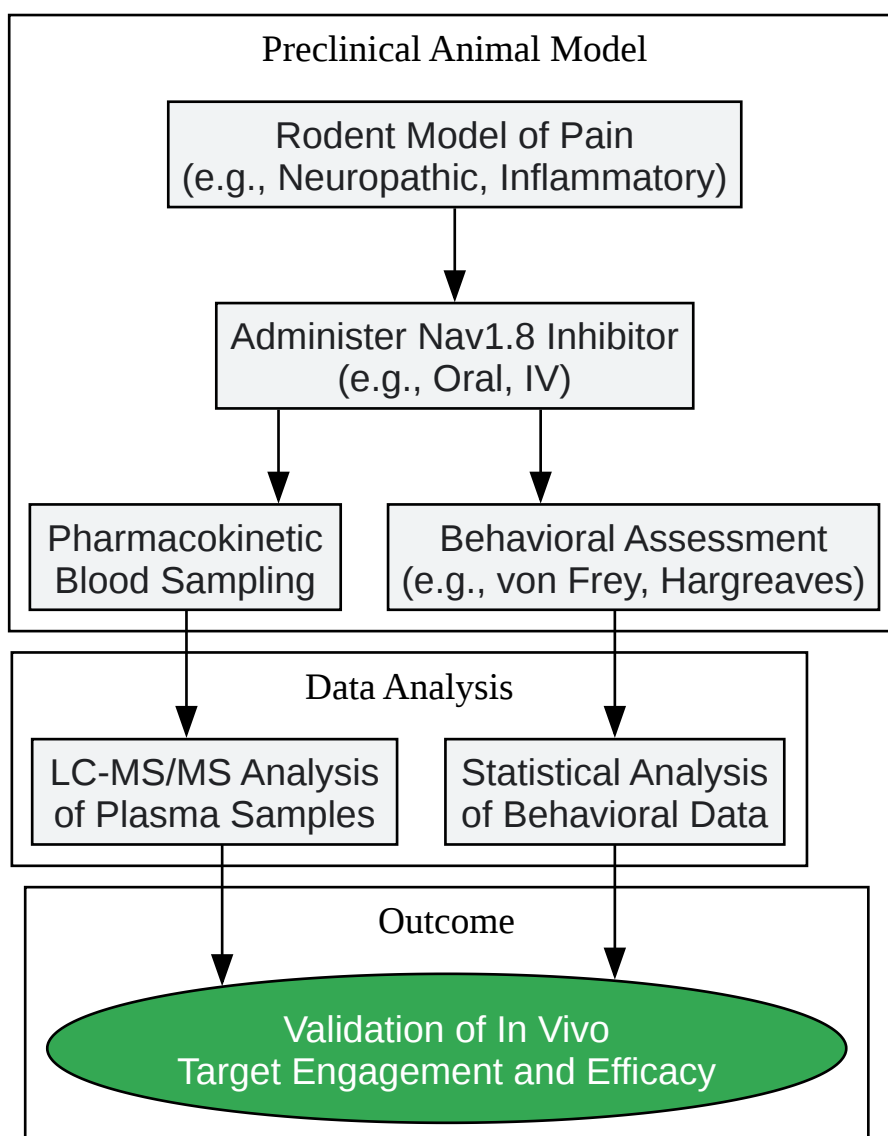 Preclinical Animal Model
Rodent Model of Pain
(e.g., Neuropathic, Inflammatory)
Administer Nav1.8 Inhibitor
(e.g., Oral, IV)
Pharmacokinetic
Blood Sampling
Behavioral Assessment
(e.g., von Frey, Hargreaves)
Data Analysis
LC-MS/MS Analysis
of Plasma Samples
Statistical Analysis
of Behavioral Data
Outcome
Validation of In Vivo
Target Engagement and Efficacy